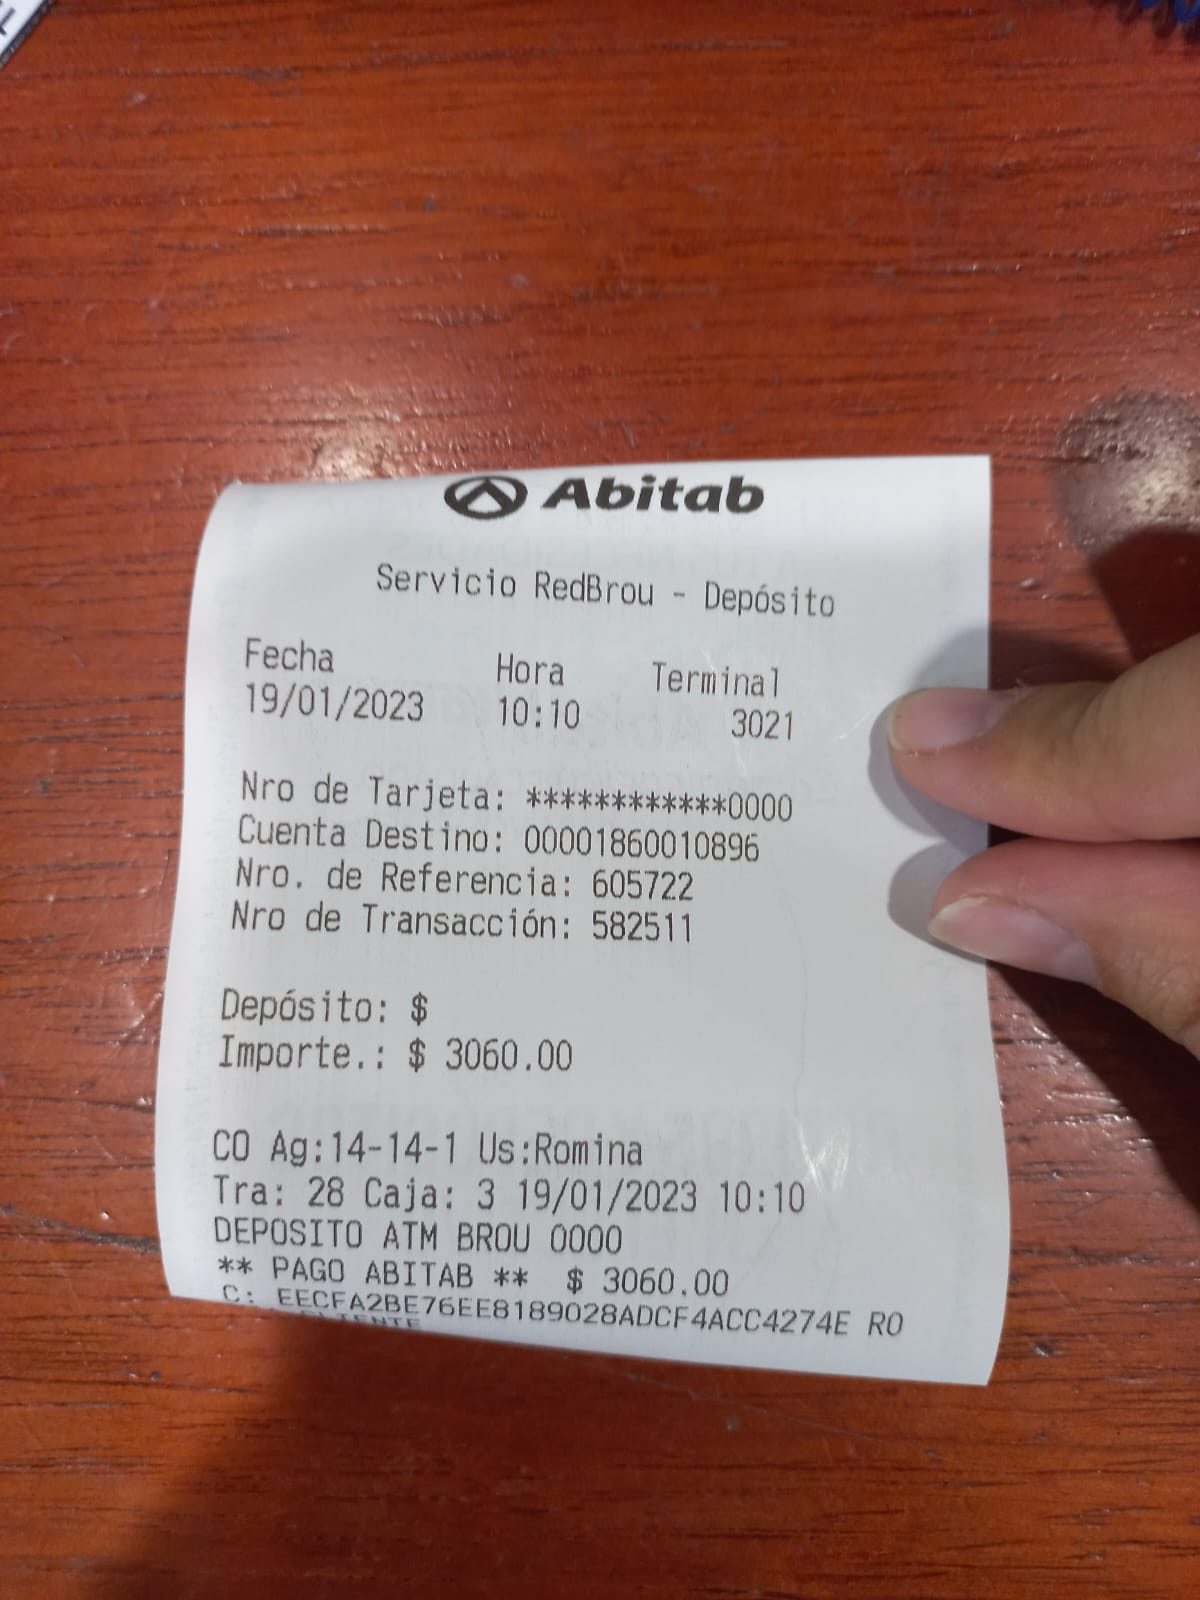 Abitab
Servicio RedBrou - Depósito
Fecha Hora Terminal
19/01/2023 10:10 3021
Nro de Tarjeta: ************0000
Cuenta Destino: 00001860010896
Nro. de Referencia: 605722
Nro de Transacción: 582511
Depósito: $
Importe.: $ 3060.00
CO Ag:14-14-1 Us:Romina
Tra: 28 Caja: 3 19/01/2023 10:10
DEPOSITO ATM BROU 0000
** PAGO ABITAB ** $ 3060.00
C: EECFA2BE76EE8189028ADCF4ACC4274E RO